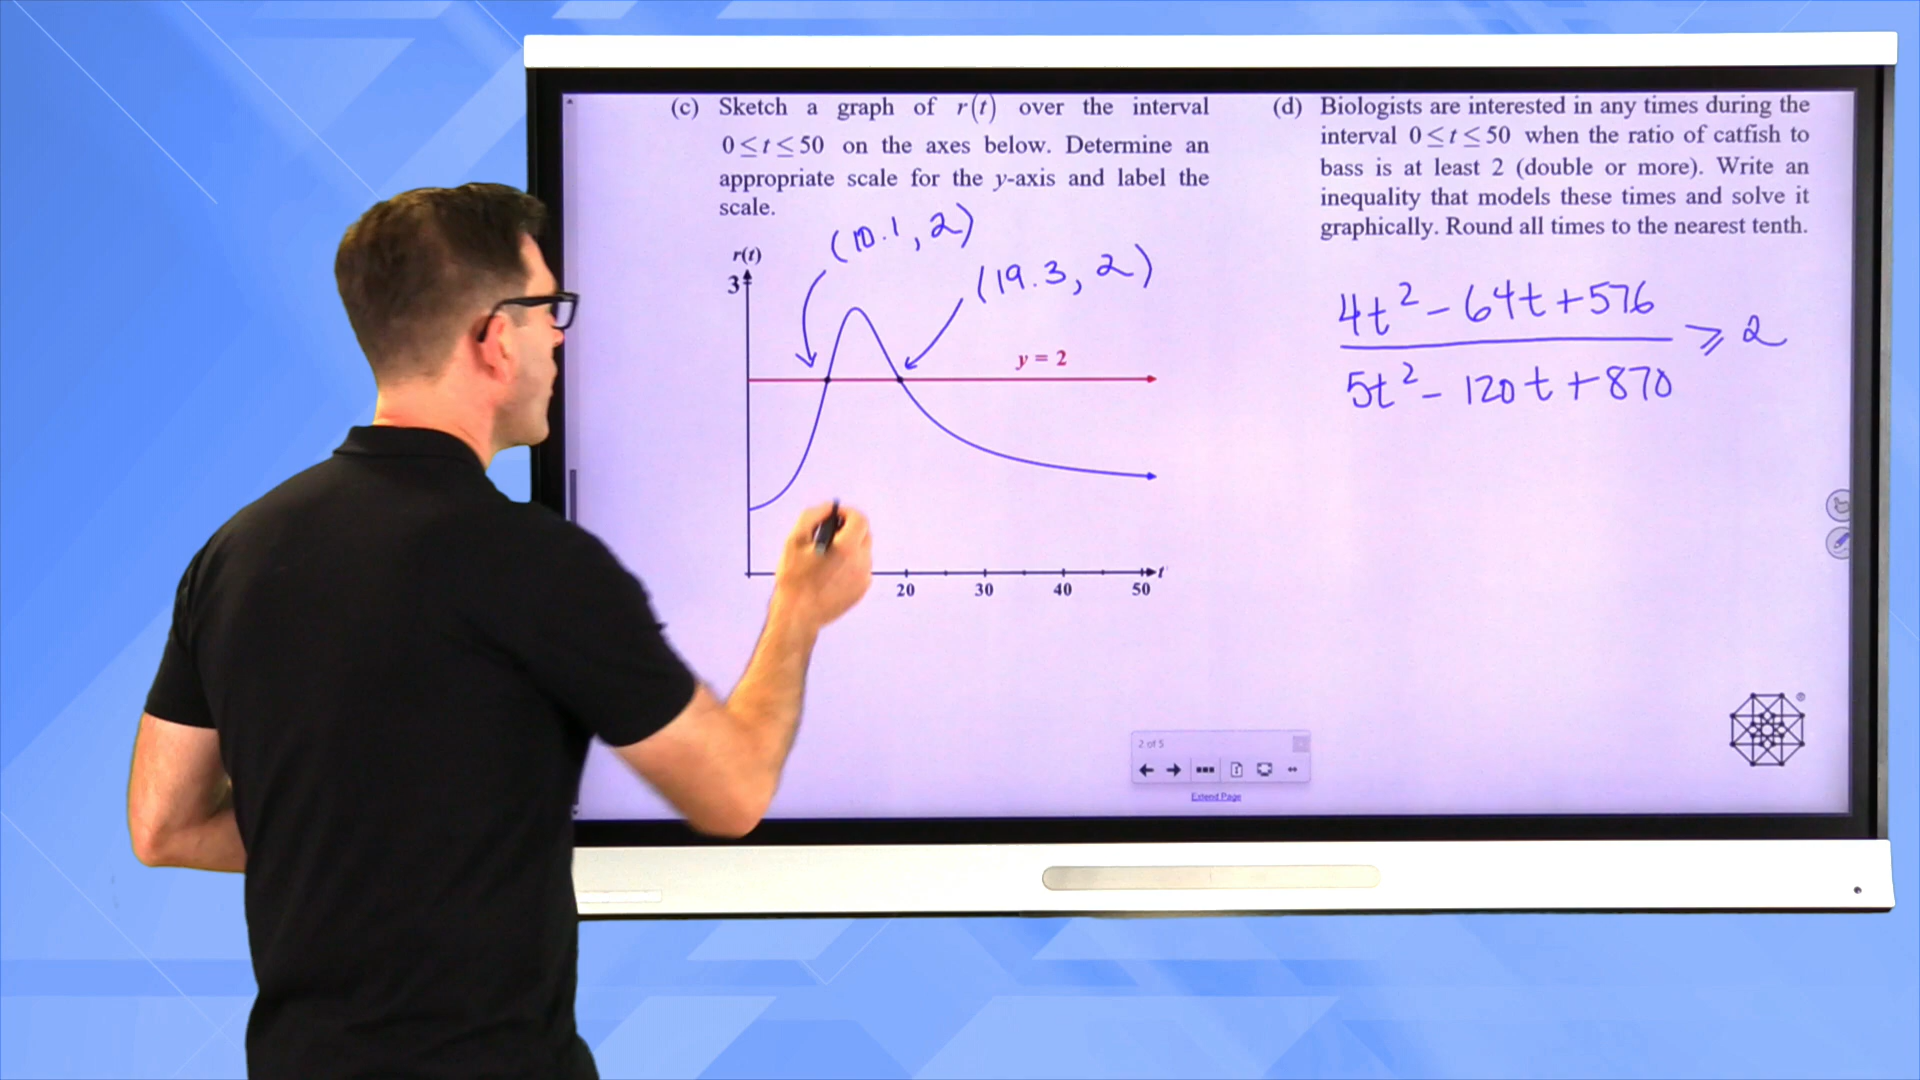 (c) Sketch a graph of r(t) over the interval
0 ≤ t ≤ 50 on the axes below. Determine an
appropriate scale for the y-axis and label the
scale.
(10.1, 2)
(19.3, 2)
r(t)
3
y = 2
t
20 30 40 50
(d) Biologists are interested in any times during the
interval 0 ≤ t ≤ 50 when the ratio of catfish to
bass is at least 2 (double or more). Write an
inequality that models these times and solve it
graphically. Round all times to the nearest tenth.
4t² - 64t + 576
≥ 2
5t² - 120t + 870
®
2 of 5
Extend Page